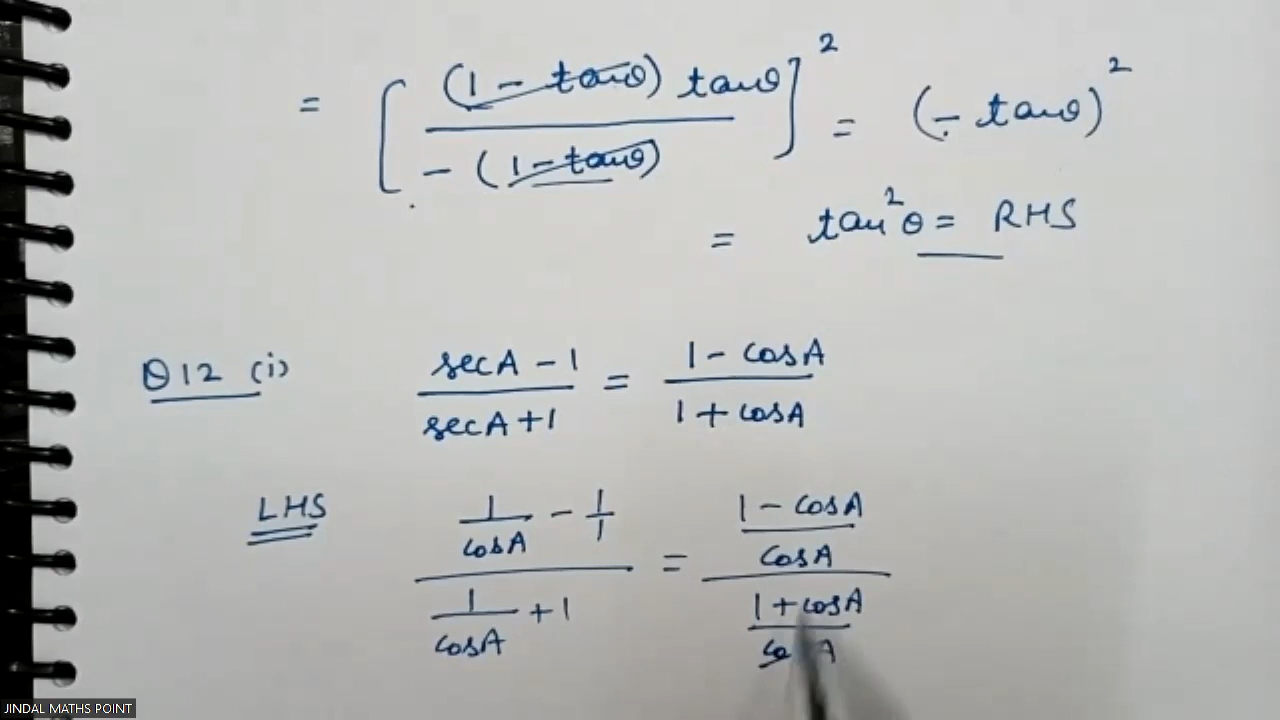 = [ (1 - tanθ) tanθ / - (1 - tanθ) ]² = (- tanθ)²
= tan²θ = RHS
Q12 (i) secA - 1 / secA + 1 = 1 - cosA / 1 + cosA
LHS 1/cosA - 1/1 / 1/cosA + 1 = 1 - cosA / cosA / 1 + cosA / cosA
JINDAL MATHS POINT